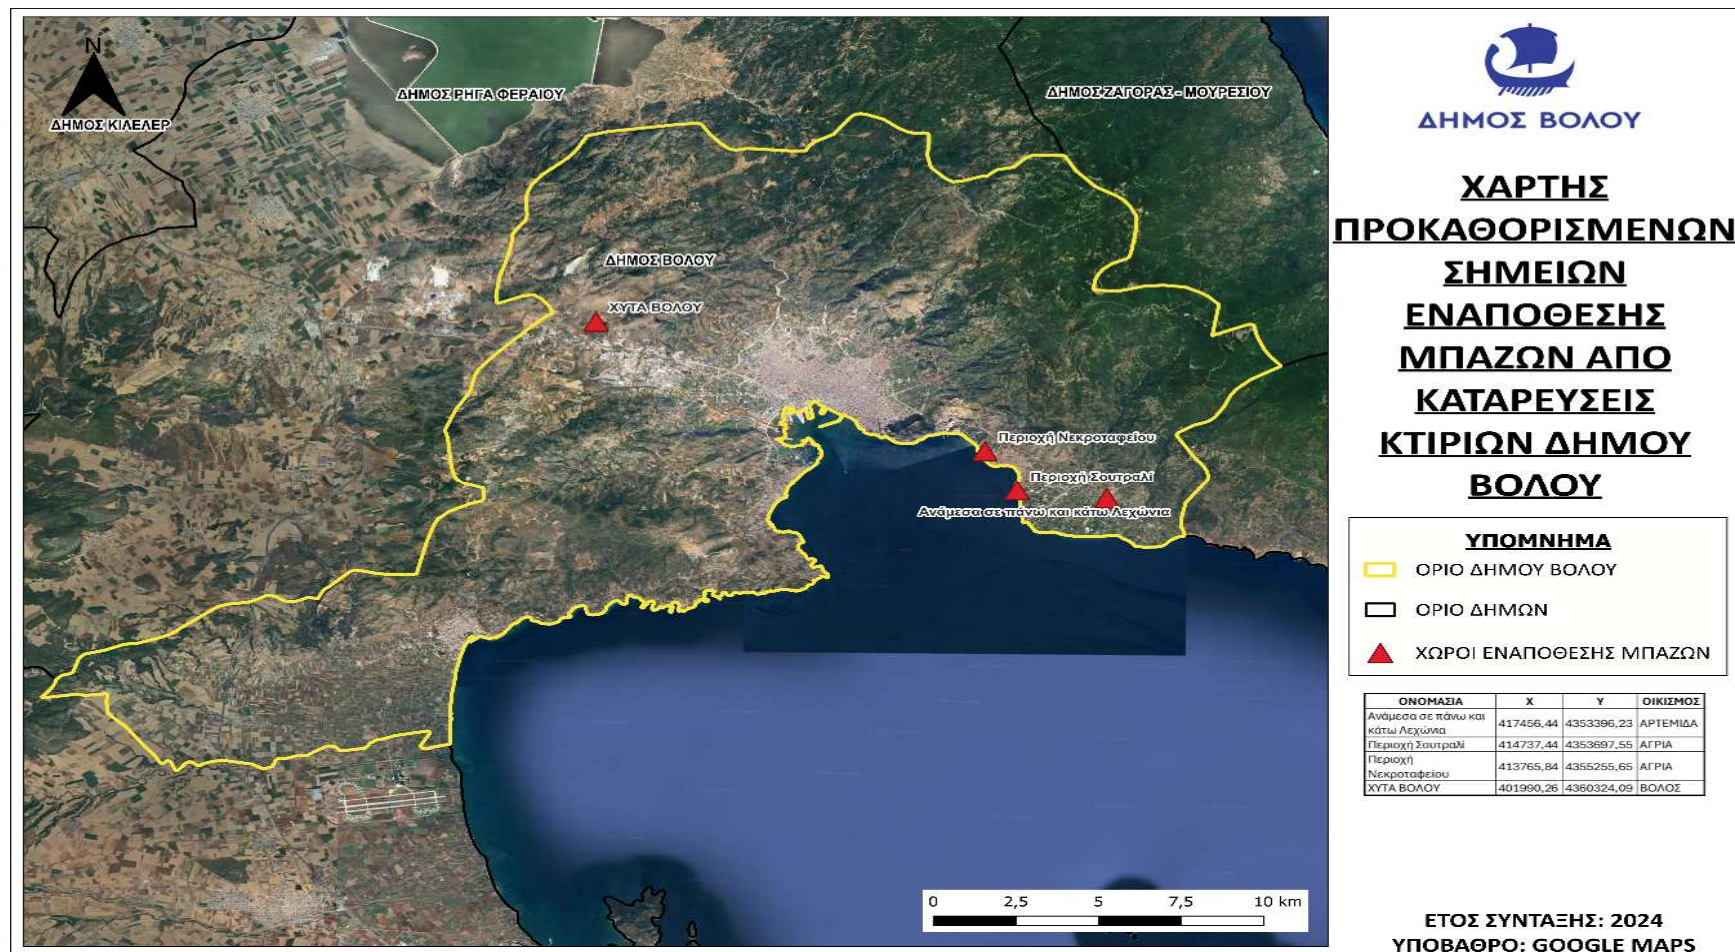 N
ΔΗΜΟΣ ΚΙΛΕΛΕΡ
ΔΗΜΟΣ ΡΗΓΑ ΦΕΡΑΙΟΥ
ΔΗΜΟΣ ΖΑΓΟΡΑΣ - ΜΟΥΡΕΣΙΟΥ
ΔΗΜΟΣ ΒΟΛΟΥ
ΧΥΤΑ ΒΟΛΟΥ
Περιοχή Νεκροταφείου
Περιοχή Σουτραλί
Ανάμεσα σε πάνω και κάτω Λεχώνια
0 2,5 5 7,5 10 km
ΔΗΜΟΣ ΒΟΛΟΥ
ΧΑΡΤΗΣ
ΠΡΟΚΑΘΟΡΙΣΜΕΝΩΝ
ΣΗΜΕΙΩΝ
ΕΝΑΠΟΘΕΣΗΣ
ΜΠΑΖΩΝ ΑΠΟ
ΚΑΤΑΡΕΥΣΕΙΣ
ΚΤΙΡΙΩΝ ΔΗΜΟΥ
ΒΟΛΟΥ
ΥΠΟΜΝΗΜΑ
ΟΡΙΟ ΔΗΜΟΥ ΒΟΛΟΥ
ΟΡΙΟ ΔΗΜΩΝ
ΧΩΡΟΙ ΕΝΑΠΟΘΕΣΗΣ ΜΠΑΖΩΝ
ΟΝΟΜΑΣΙΑ X Y ΟΙΚΙΣΜΟΣ
Ανάμεσα σε πάνω και
κάτω Λεχώνια 417456,44 4353396,23 ΑΡΤΕΜΙΔΑ
Περιοχή Σουτραλί 414737,44 4353697,55 ΑΓΡΙΑ
Περιοχή
Νεκροταφείου 413765,84 4355255,65 ΑΓΡΙΑ
ΧΥΤΑ ΒΟΛΟΥ 401990,26 4360324,09 ΒΟΛΟΣ
ΕΤΟΣ ΣΥΝΤΑΞΗΣ: 2024
ΥΠΟΒΑΘΡΟ: GOOGLE MAPS